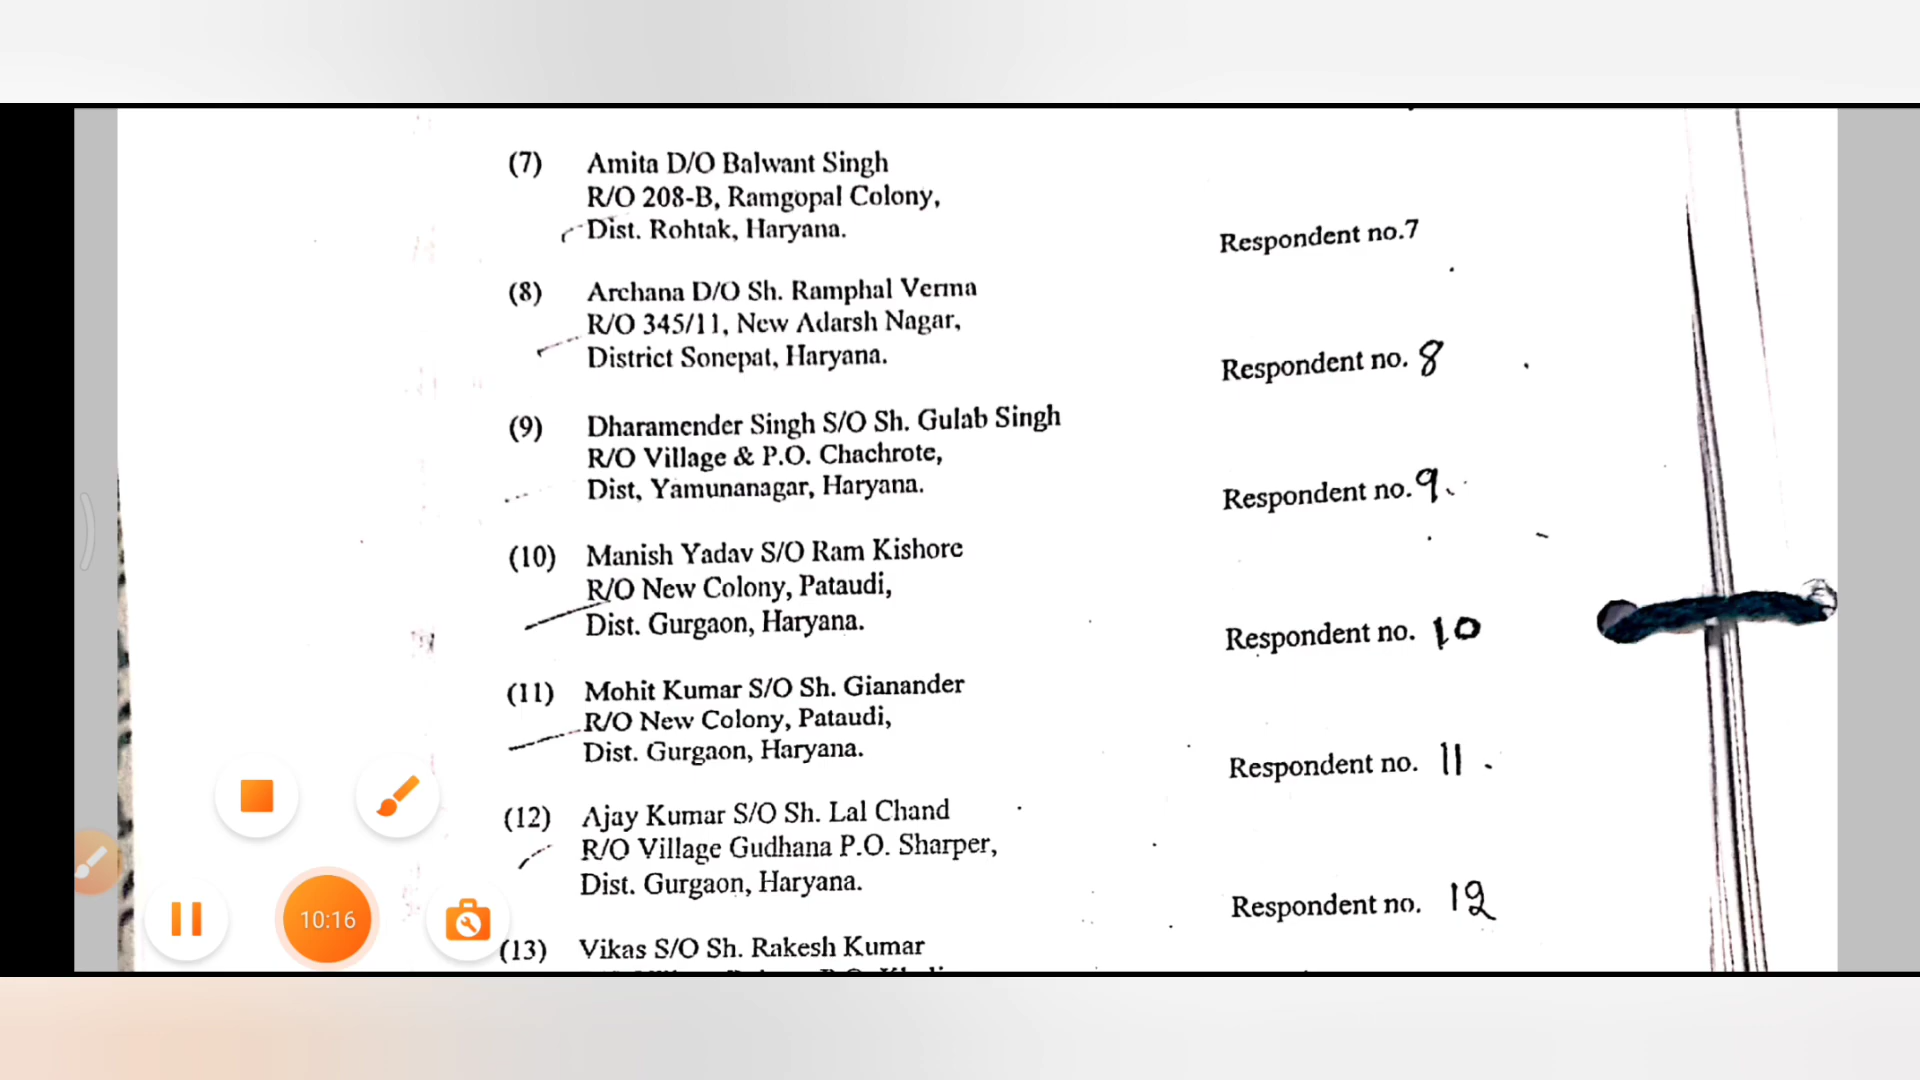 (7) Amita D/O Balwant Singh
R/O 208-B, Ramgopal Colony,
Dist. Rohtak, Haryana.
Respondent no.7
(8) Archana D/O Sh. Ramphal Verma
R/O 345/11, New Adarsh Nagar,
District Sonepat, Haryana.
Respondent no. 8
(9) Dharamender Singh S/O Sh. Gulab Singh
R/O Village & P.O. Chachrote,
Dist, Yamunanagar, Haryana.
Respondent no. 9.
(10) Manish Yadav S/O Ram Kishore
R/O New Colony, Pataudi,
Dist. Gurgaon, Haryana.
Respondent no. 10
(11) Mohit Kumar S/O Sh. Gianander
R/O New Colony, Pataudi,
Dist. Gurgaon, Haryana.
Respondent no. 11.
(12) Ajay Kumar S/O Sh. Lal Chand
R/O Village Gudhana P.O. Sharper,
Dist. Gurgaon, Haryana.
Respondent no. 12
10:16
(13) Vikas S/O Sh. Rakesh Kumar